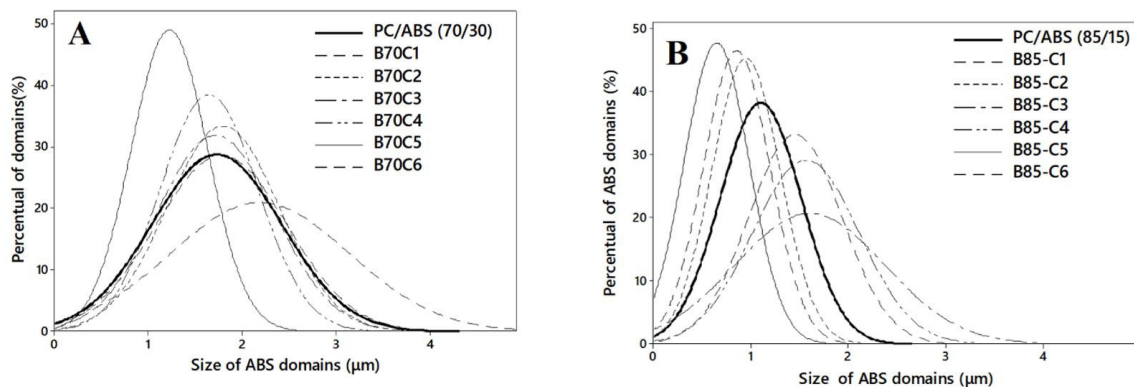 A
PC/ABS (70/30)
B70C1
B70C2
B70C3
B70C4
B70C5
B70C6
Percentual of domains(%)
50
40
30
20
10
0
0 1 2 3 4
Size of ABS domains (µm)
B
PC/ABS (85/15)
B85-C1
B85-C2
B85-C3
B85-C4
B85-C5
B85-C6
Percentual of ABS domains (%)
50
40
30
20
10
0
0 1 2 3 4
Size of ABS domains (µm)